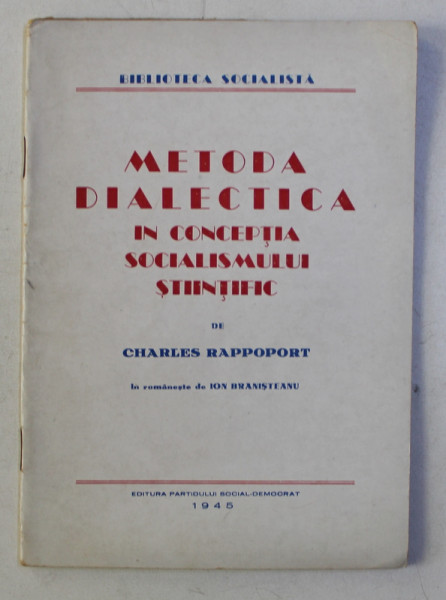 BIBLIOTECA SOCIALISTĂ
METODA
DIALECTICA
IN CONCEPȚIA
SOCIALISMULUI
ȘTIINȚIFIC
DE
CHARLES RAPPOPORT
In românește de ION BRANIȘTEANU
EDITURA PARTIDULUI SOCIAL-DEMOCRAT
1945